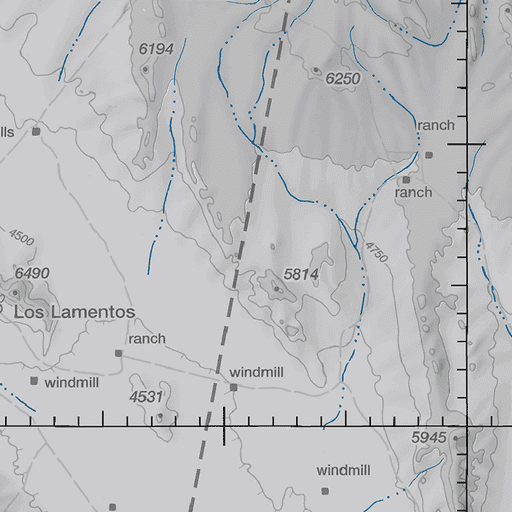 6194
6250
ranch
lls
ranch
4500
4750
6490
5814
Los Lamentos
ranch
windmill
windmill
4531
5945
windmill